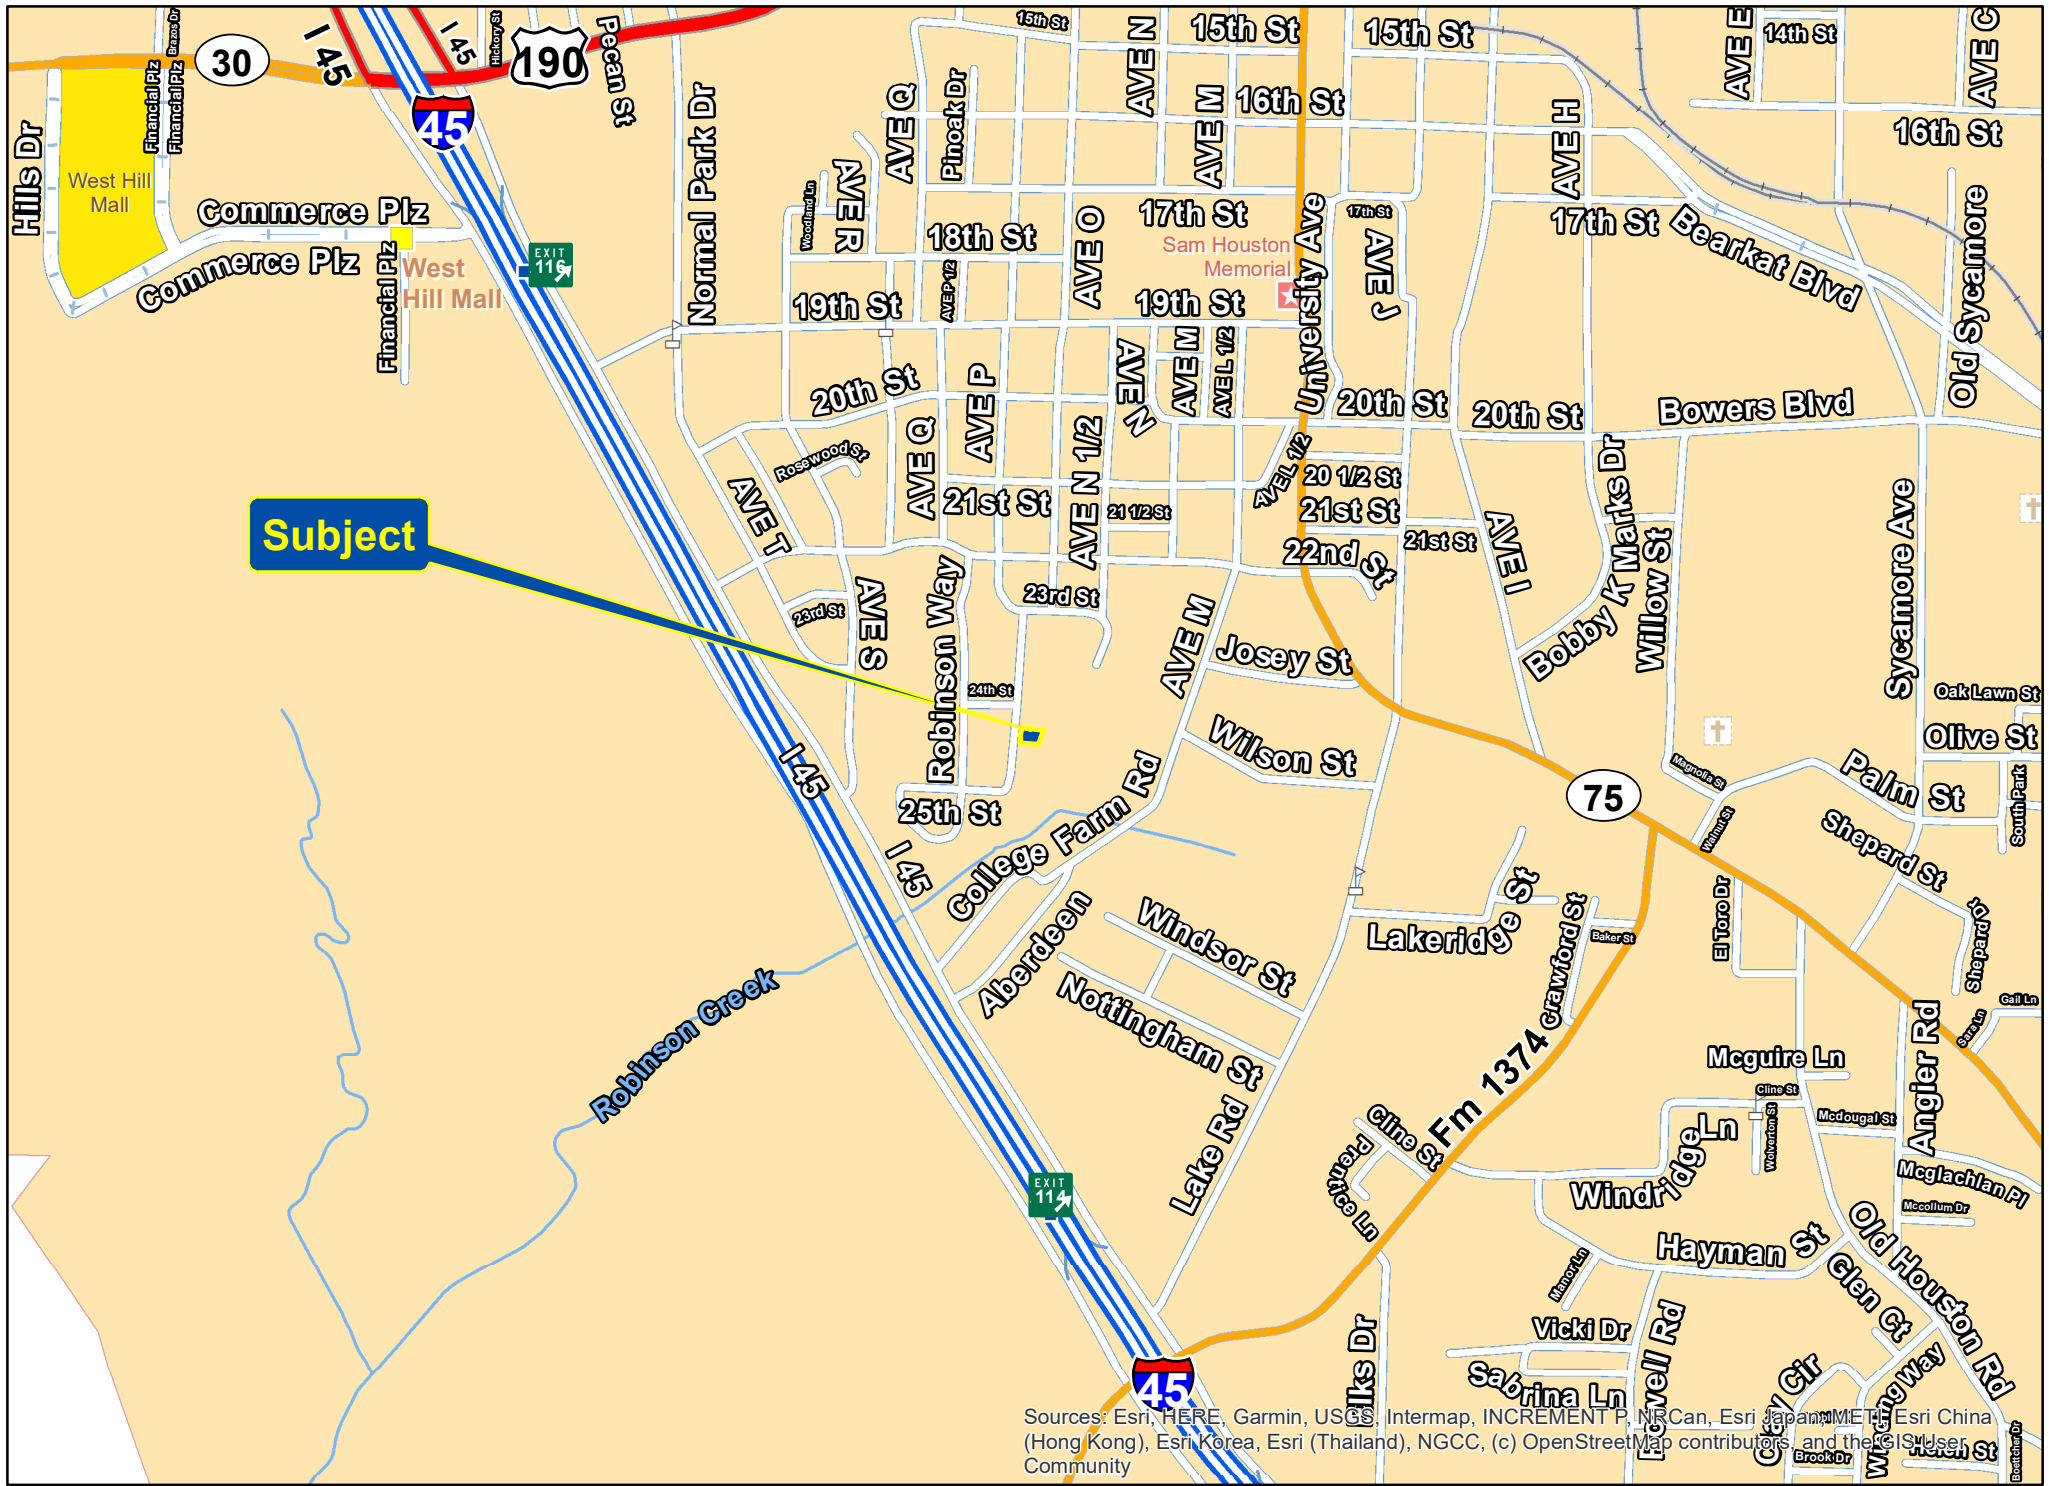 I 45
30
I 45
Hickory St
190
Pecan St
Brazos Dr
Financial Plz
Financial Plz
45
Hills Dr
West Hill
Mall
Commerce Plz
Commerce Plz
Financial Plz
West
Hill Mall
EXIT
116
Normal Park Dr
15th St
AVE N
15th St
15th St
AVE E
14th St
AVE C
AVE Q
Pinoak Dr
AVE M
16th St
AVE H
16th St
Woodland Ln
AVE R
17th St
17th St
17th St
Bearkat Blvd
Old Sycamore
18th St
AVE O
Sam Houston
Memorial
University Ave
AVE J
AVE P 1/2
19th St
19th St
AVE N
AVE M
AVE L 1/2
20th St
AVE P
20th St
20th St
Bowers Blvd
Rosewood St
AVE Q
AVE N 1/2
AVE L 1/2
20 1/2 St
Bobby K Marks Dr
AVE T
21st St
21 1/2 St
21st St
21st St
AVE I
Willow St
Sycamore Ave
Subject
22nd St
23rd St
AVE S
Robinson Way
23rd St
AVE M
Josey St
24th St
Oak Lawn St
Olive St
Wilson St
I 45
25th St
College Farm Rd
75
Magnolia St
Walnut St
Palm St
South Park
Shepard St
Shepard Dr
I 45
Aberdeen
Windsor St
Nottingham St
Lakeridge St
Crawford St
Baker St
El Toro Dr
Robinson Creek
Gail Ln
Sara Ln
Angier Rd
Mcguire Ln
Cline St
Wolverton St
Mcdougal St
Fm 1374
Cline St
Prentice Ln
Lake Rd
EXIT
114
Windridge Ln
Mcglachlan Pl
Mccollum Dr
Hayman St
Old Houston Rd
Glen Ct
Manor Ln
Vicki Dr
Sabrina Ln
45
Clay Cir
Winding Way
Brook Dr
Helen St
Boettcher Dr
Sources: Esri, HERE, Garmin, USGS, Intermap, INCREMENT P, NRCan, Esri Japan, METI, Esri China
(Hong Kong), Esri Korea, Esri (Thailand), NGCC, (c) OpenStreetMap contributors, and the GIS User
Community